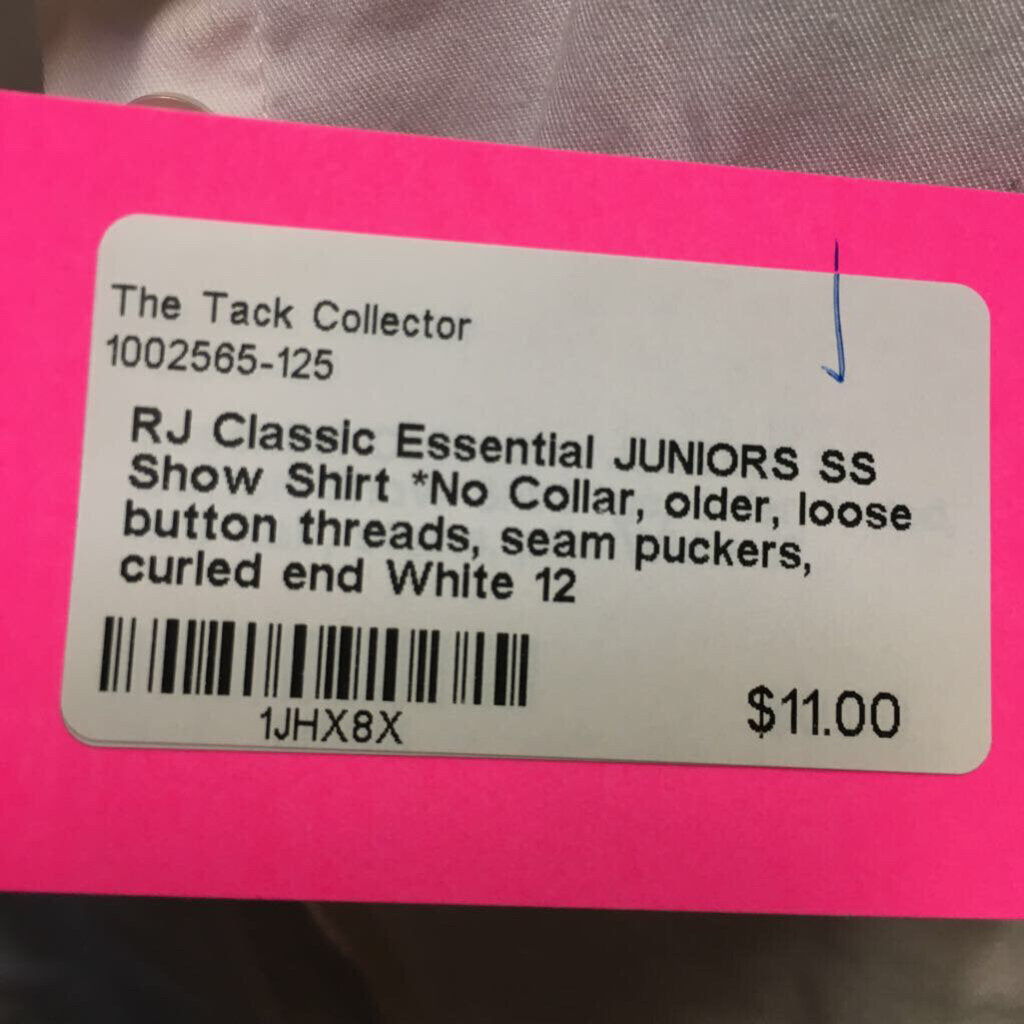 The Tack Collector
1002565-125
RJ Classic Essential JUNIORS SS
Show Shirt *No Collar, older, loose
button threads, seam puckers,
curled end White 12
1JHX8X
$11.00